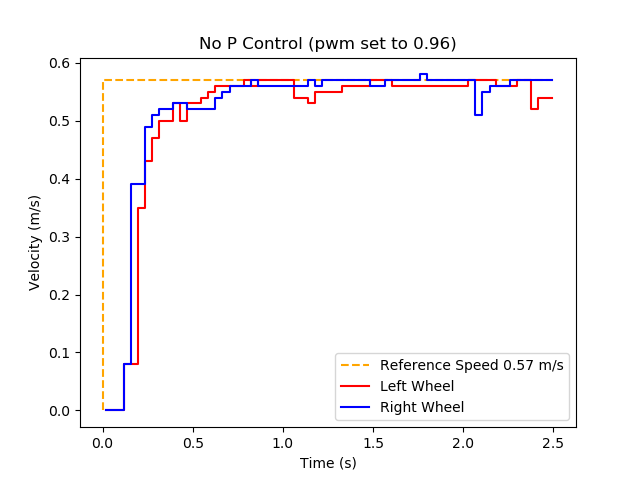 No P Control (pwm set to 0.96)
0.6
0.5
0.4
0.3
0.2
0.1
0.0
Velocity (m/s)
Reference Speed 0.57 m/s
Left Wheel
Right Wheel
0.0 0.5 1.0 1.5 2.0 2.5
Time (s)